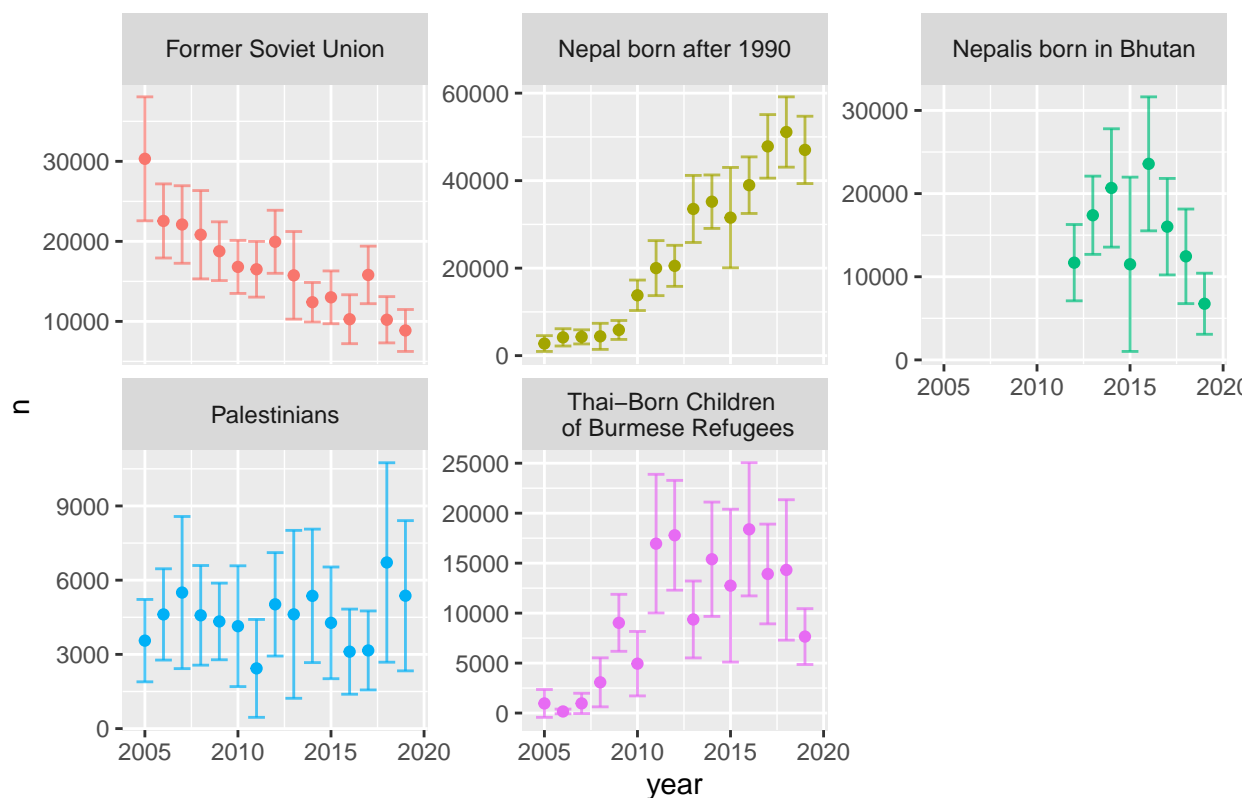 Former Soviet Union
Nepal born after 1990
Nepalis born in Bhutan
30000
20000
10000
60000
40000
20000
0
30000
20000
10000
0
2005 2010 2015 2020
n
Palestinians
Thai−Born Children
of Burmese Refugees
9000
6000
3000
0
2005 2010 2015 2020
25000
20000
15000
10000
5000
0
2005 2010 2015 2020
year